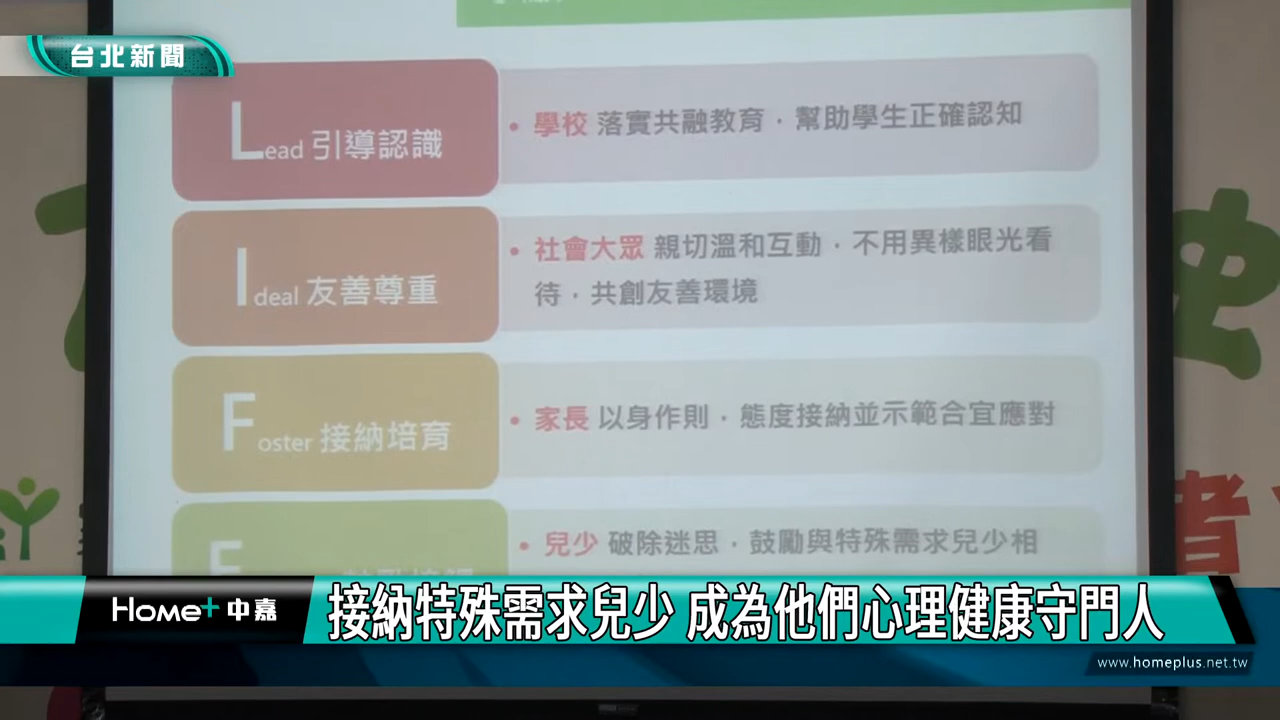 台北新聞
Lead 引導認識
• 學校 落實共融教育，幫助學生正確認知
Ideal 友善尊重
• 社會大眾 親切溫和互動，不用異樣眼光看
待，共創友善環境
Foster 接納培育
• 家長 以身作則，態度接納並示範合宜應對
• 兒少 破除迷思，鼓勵與特殊需求兒少相
者
Home+ 中嘉
接納特殊需求兒少 成為他們心理健康守門人
www.homeplus.net.tw